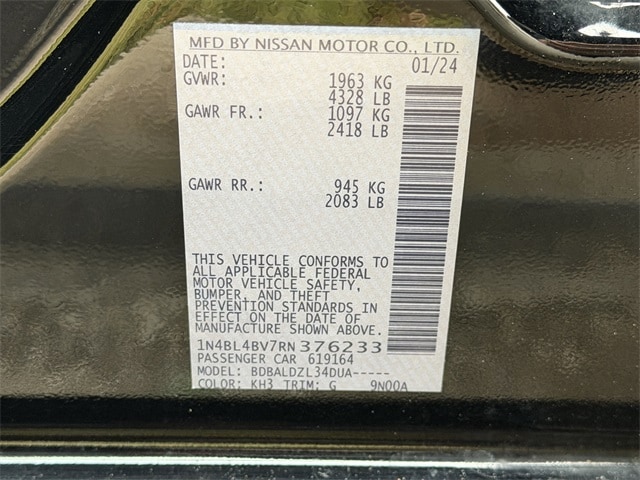 MFD BY NISSAN MOTOR CO., LTD.
DATE: 01/24
GVWR: 1963 KG
4328 LB
GAWR FR.: 1097 KG
2418 LB
GAWR RR.: 945 KG
2083 LB
THIS VEHICLE CONFORMS TO
ALL APPLICABLE FEDERAL
MOTOR VEHICLE SAFETY,
BUMPER, AND THEFT
PREVENTION STANDARDS IN
EFFECT ON THE DATE OF
MANUFACTURE SHOWN ABOVE.
1N4BL4BV7RN376233
PASSENGER CAR 619164
MODEL: BDBALDZL34DUA-----
COLOR: KH3 TRIM: G 9N00A